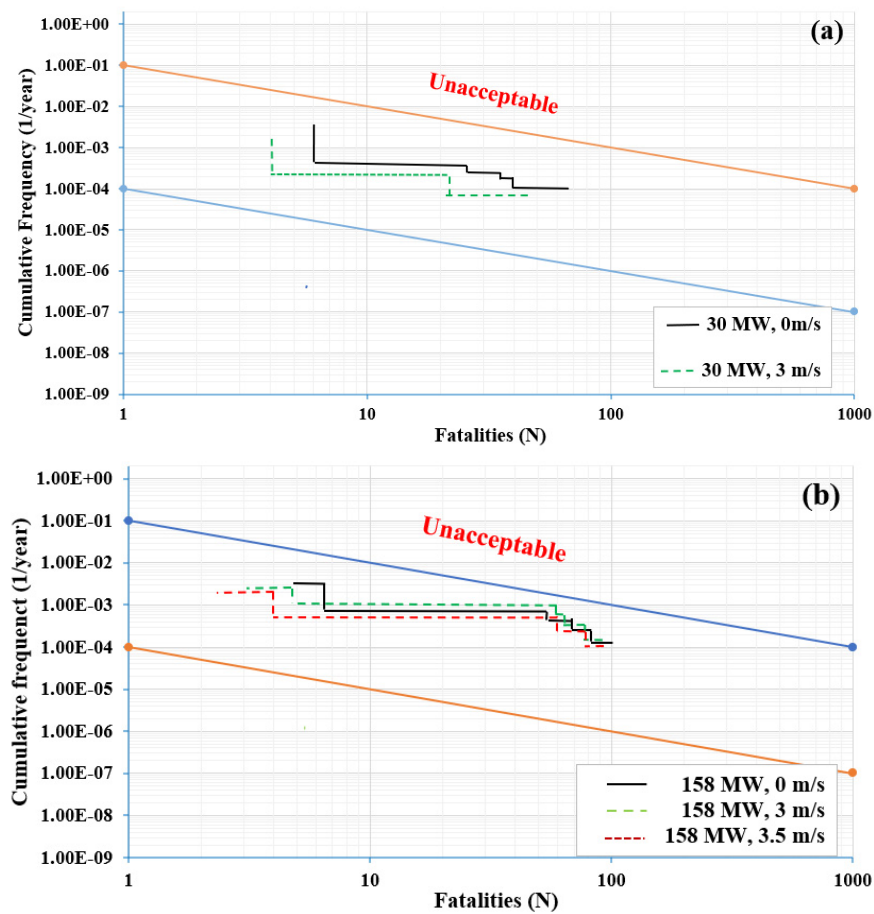 1.00E+00
(a)
1.00E-01
Unacceptable
1.00E-02
1.00E-03
1.00E-04
1.00E-05
1.00E-06
1.00E-07
1.00E-08
1.00E-09
Cumulative Frequency (1/year)
30 MW, 0m/s
30 MW, 3 m/s
1
10
100
1000
Fatalities (N)
1.00E+00
(b)
1.00E-01
Unacceptable
1.00E-02
1.00E-03
1.00E-04
1.00E-05
1.00E-06
1.00E-07
1.00E-08
1.00E-09
Cumulative frequenct (1/year)
158 MW, 0 m/s
158 MW, 3 m/s
158 MW, 3.5 m/s
1
10
100
1000
Fatalities (N)